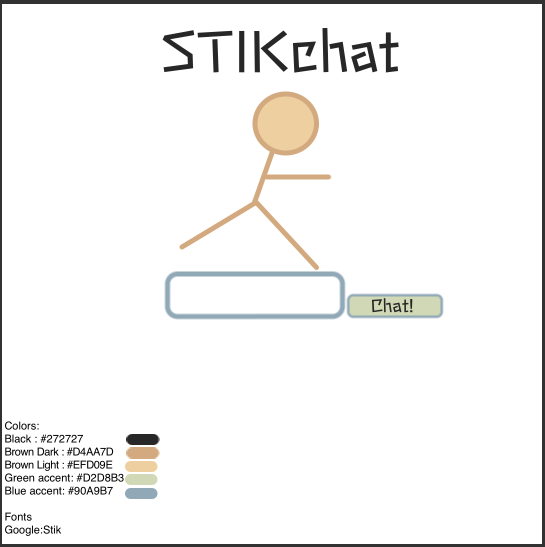 STIKchat
Chat!
Colors:
Black : #272727
Brown Dark : #D4AA7D
Brown Light : #EFD09E
Green accent: #D2D8B3
Blue accent: #90A9B7
Fonts
Google:Stik